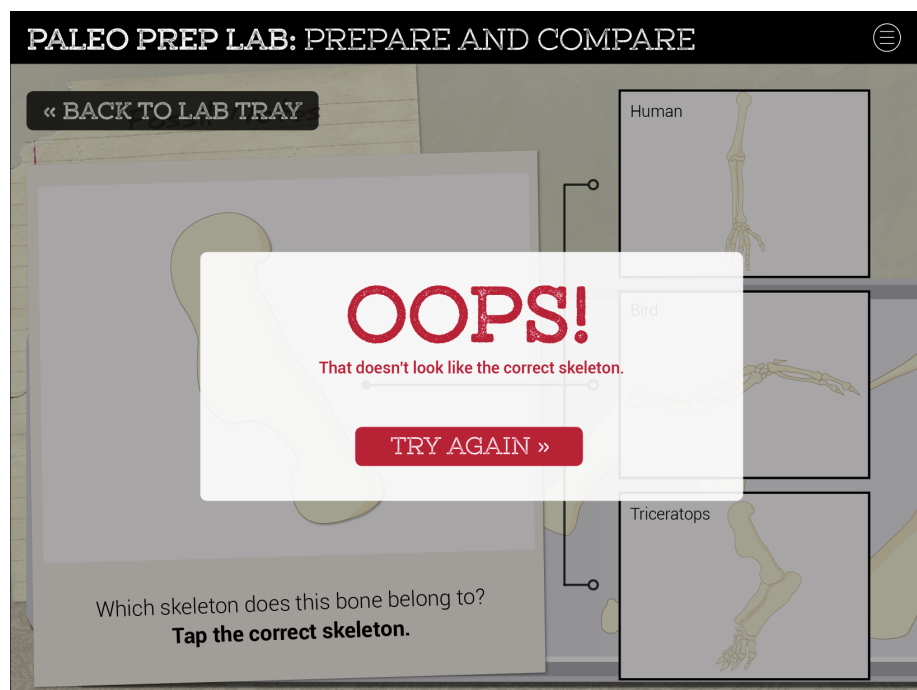 PALEO PREP LAB: PREPARE AND COMPARE
« BACK TO LAB TRAY
Human
OOPS!
Bird
That doesn't look like the correct skeleton.
TRY AGAIN »
Triceratops
Which skeleton does this bone belong to?
Tap the correct skeleton.